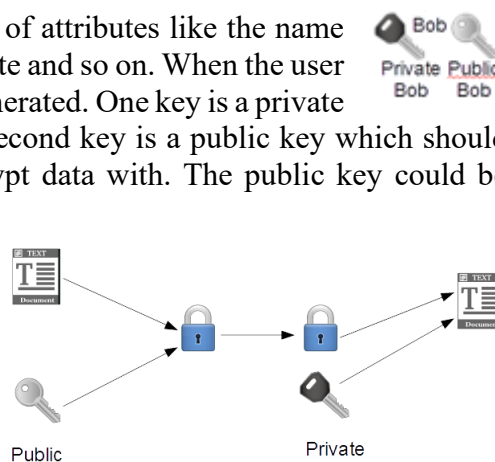 of attributes like the name
te and so on. When the user
nerated. One key is a private
econd key is a public key which should
ypt data with. The public key could be
Bob
Private Public
Bob Bob
TEXT
T
Document
TEXT
T
Document
Public
Private